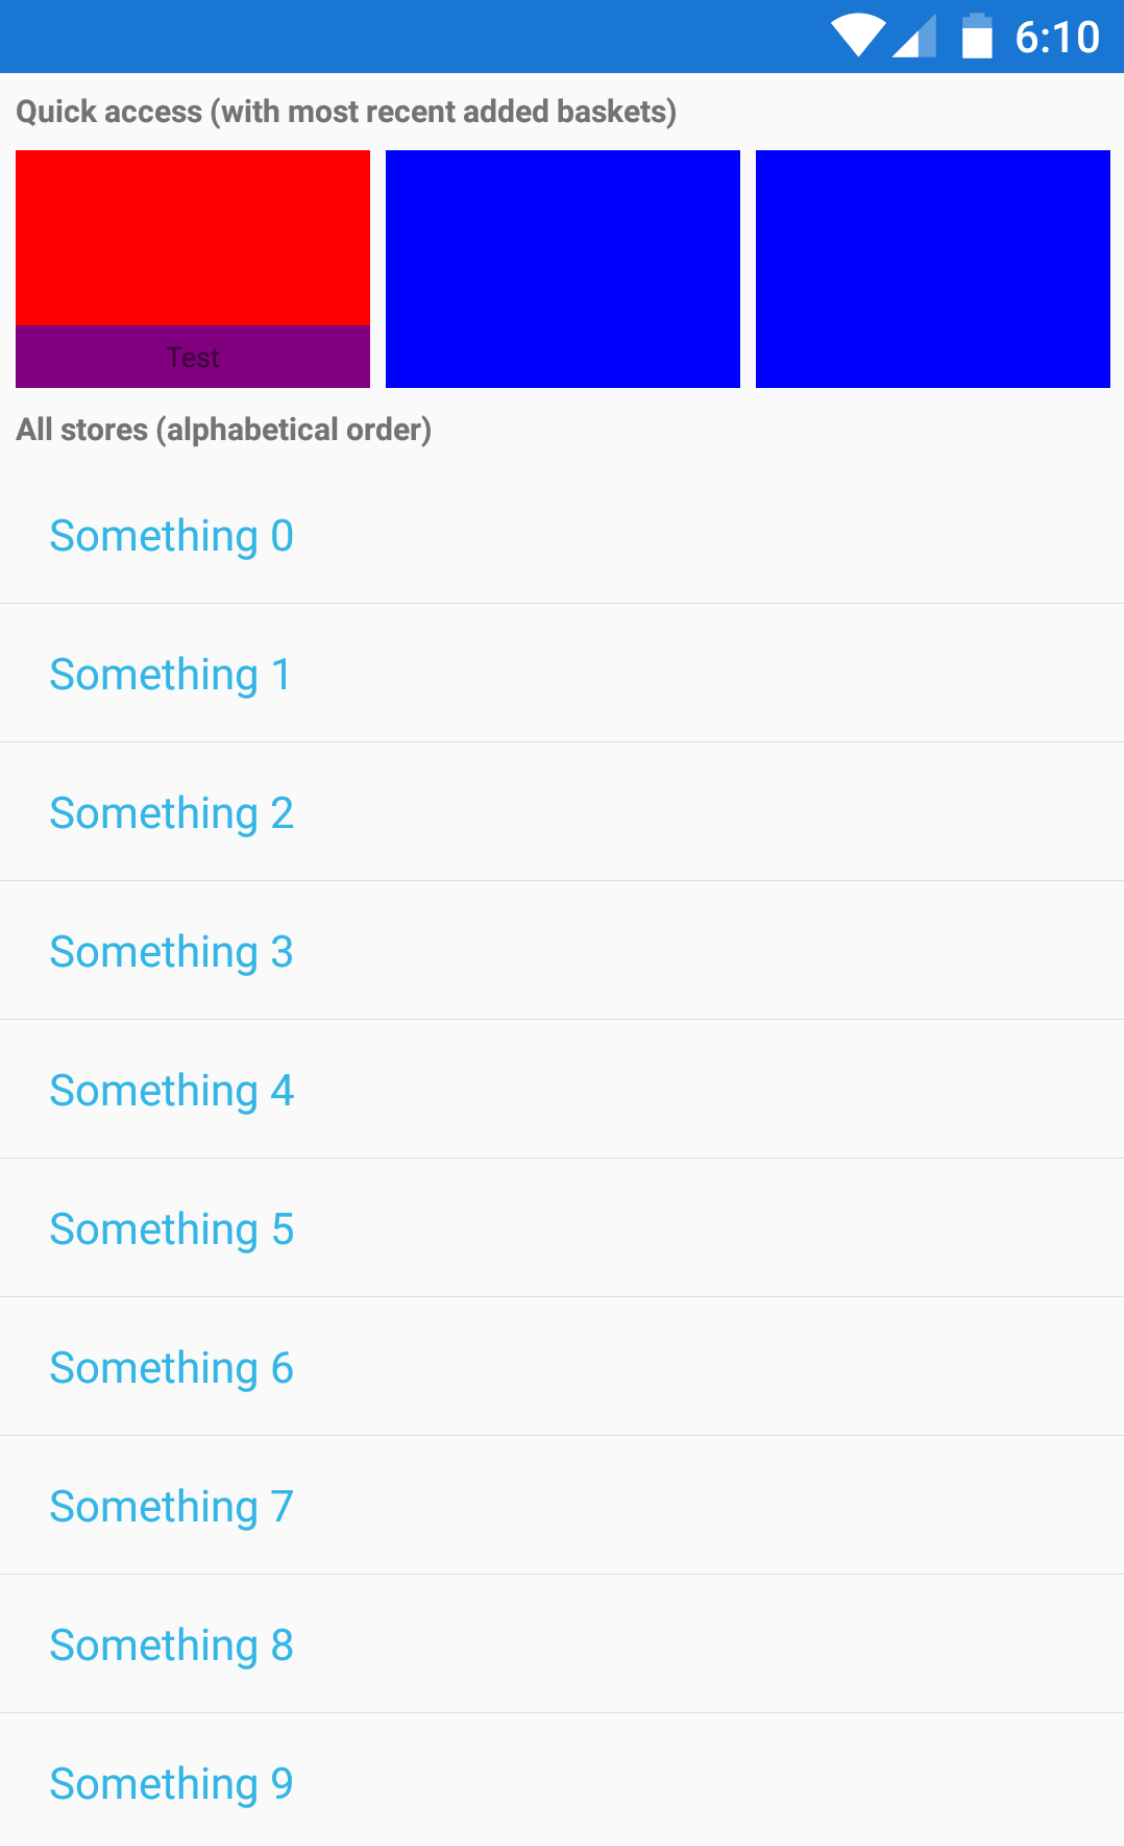 6:10
Quick access (with most recent added baskets)
Test
All stores (alphabetical order)
Something 0
Something 1
Something 2
Something 3
Something 4
Something 5
Something 6
Something 7
Something 8
Something 9